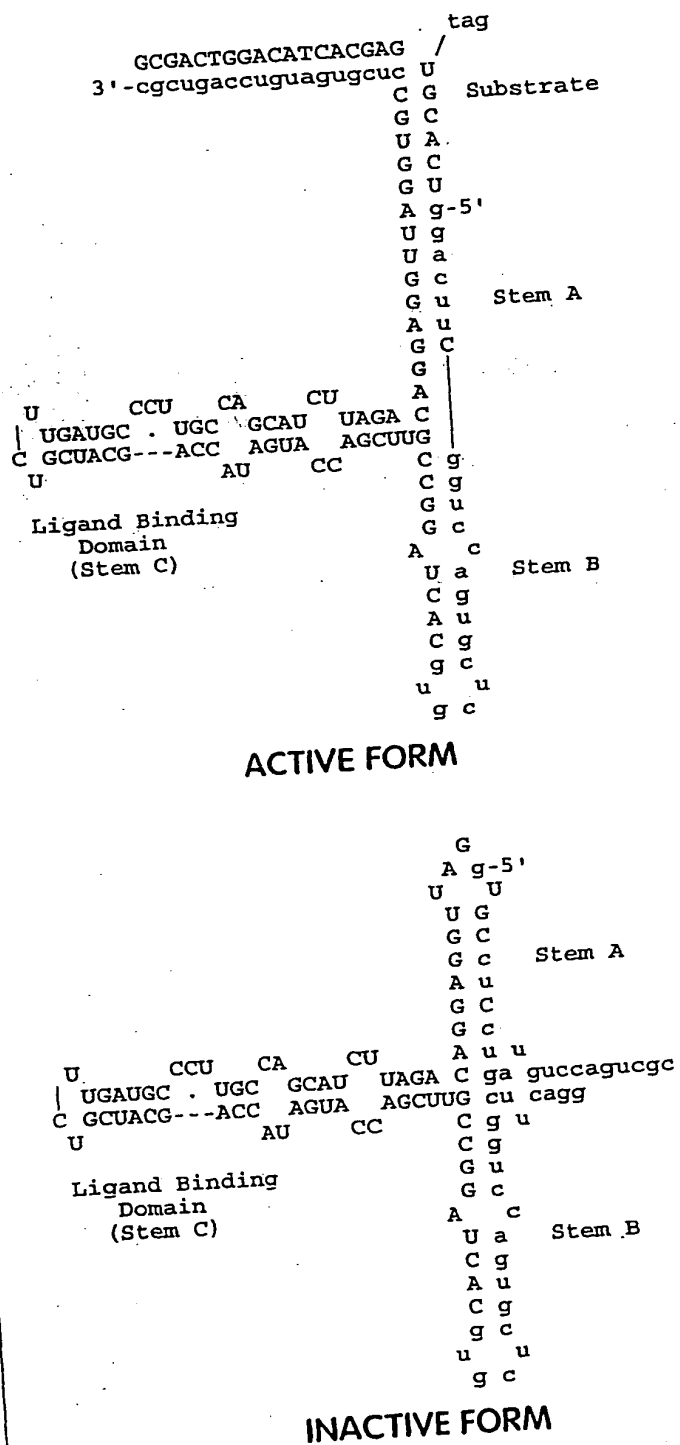 tag
GCGACTGGACATCACGAG /
3'-cgcugaccuguagugcuc U
C G Substrate
G C
U A
G C
G U
A g-5'
U g
U a
G c
G u Stem A
A u
G C
G
U CCU CA CU A
| UGAUGC . UGC GCAU UAGA C
C GCUACG---ACC AGUA AGCUUG g
U AU CC C g
C u
G c
G
Ligand Binding
Domain
(Stem C)
A c
U a Stem B
C g
A u
C g
g c
u u
g c
ACTIVE FORM
G
A g-5'
U U
U G
G C
G c Stem A
A u
G C
G c
A u u
U CCU CA CU
| UGAUGC . UGC GCAU UAGA C ga guccagucgc
C GCUACG---ACC AGUA AGCUUG cu cagg
U AU CC C g u
C g
G u
G c
Ligand Binding
Domain
(Stem C)
A c
U a Stem B
C g
A u
C g
g c
u u
g c
INACTIVE FORM